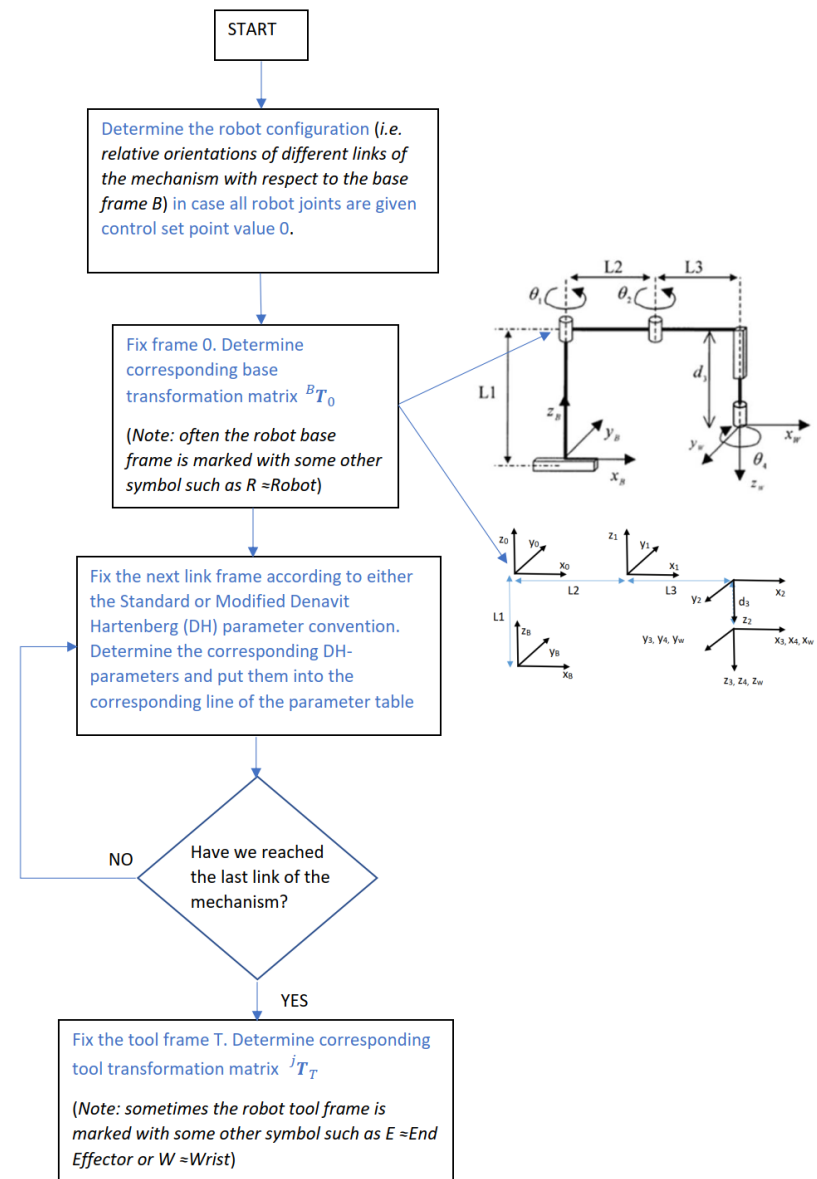 START
Determine the robot configuration (i.e.
relative orientations of different links of
the mechanism with respect to the base
frame B) in case all robot joints are given
control set point value 0.
Fix frame 0. Determine
corresponding base
transformation matrix ᴮT₀
(Note: often the robot base
frame is marked with some other
symbol such as R ≈Robot)
L2 L3
θ₁ θ₂
L1
d₃
z_B
y_B
x_B
y_w
x_w
θ₄
z_w
z₀
y₀
x₀
z₁
y₁
x₁
L2
L3
L1
y₂
d₃
x₂
z₂
z_B
y_B
x_B
y₃, y₄, y_w
x₃, x₄, x_w
z₃, z₄, z_w
Fix the next link frame according to either
the Standard or Modified Denavit
Hartenberg (DH) parameter convention.
Determine the corresponding DH-
parameters and put them into the
corresponding line of the parameter table
NO
Have we reached
the last link of the
mechanism?
YES
Fix the tool frame T. Determine corresponding
tool transformation matrix ʲT_T
(Note: sometimes the robot tool frame is
marked with some other symbol such as E ≈End
Effector or W ≈Wrist)